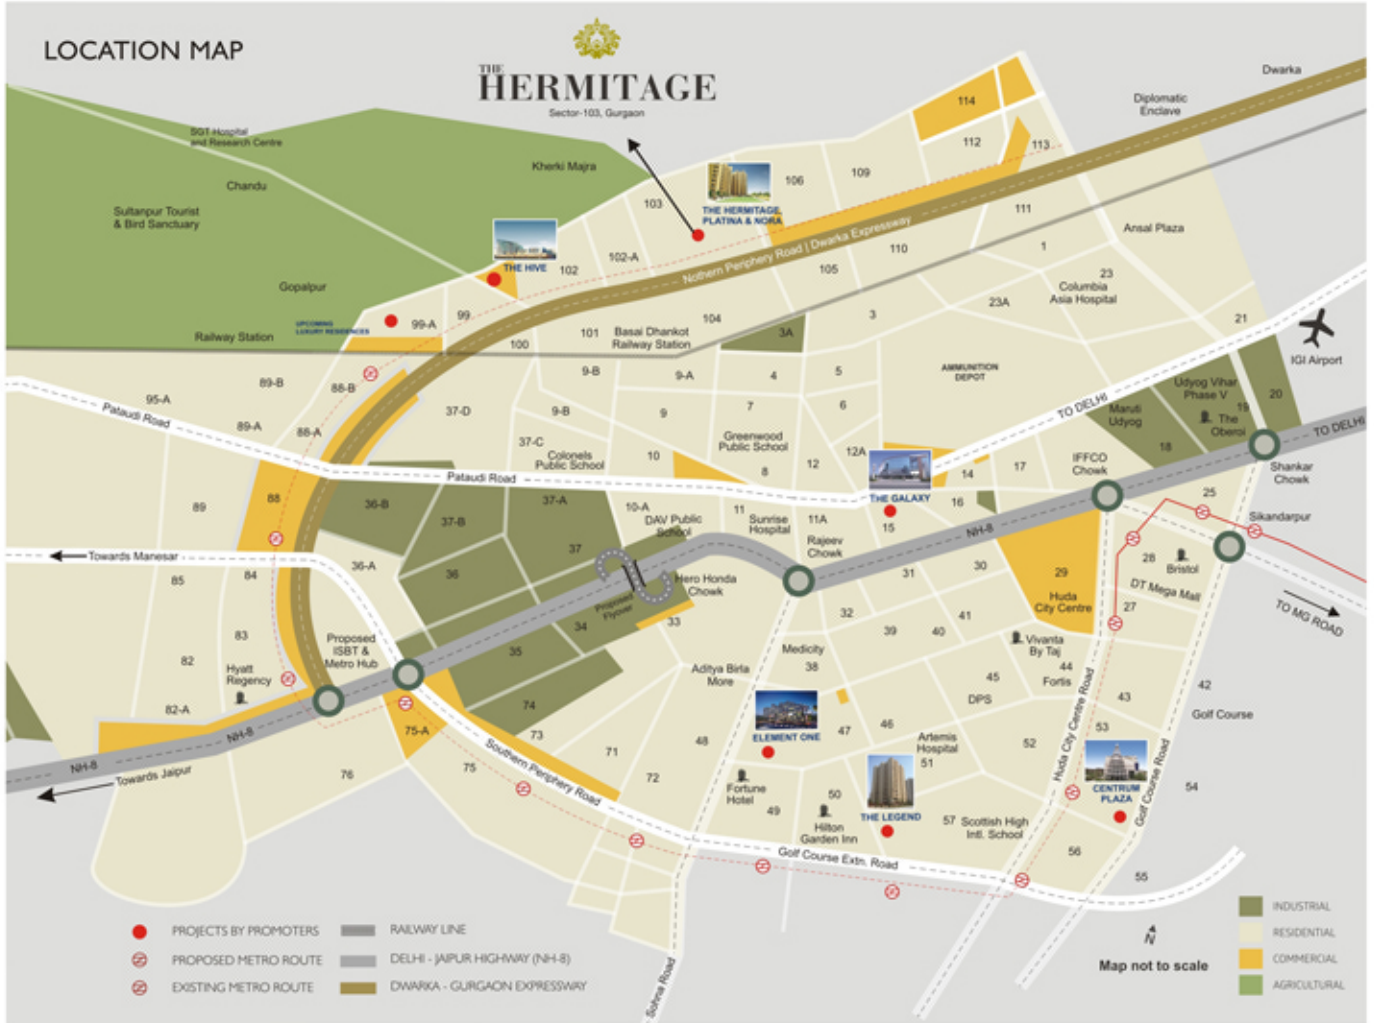 LOCATION MAP
THE
HERMITAGE
Sector-103, Gurgaon
Dwarka
Diplomatic
Enclave
114
112
113
SGT Hospital
and Research Centre
Kherki Majra
Chandu
Sultanpur Tourist
& Bird Sanctuary
103
106
109
THE HERMITAGE,
PLATINA & NORA
111
Ansal Plaza
THE HIVE
102
102-A
Nothern Periphery Road | Dwarka Expressway
110
1
105
23
Columbia
Asia Hospital
23A
Gopalpur
UPCOMING
LUXURY RESIDENCES
99-A
99
Railway Station
100
101
Basai Dhankot
Railway Station
104
3A
3
21
IGI Airport
95-A
89-B
88-B
9-B
9-A
4
5
AMMUNITION
DEPOT
Udyog Vihar
Phase V
20
Pataudi Road
89-A
88-A
37-D
9-B
9
7
6
TO DELHI
Maruti
Udyog
19
The
Oberoi
TO DELHI
37-C
Colonels
Public School
10
Greenwood
Public School
8
12
12A
18
IFFCO
Chowk
Shankar
Chowk
14
17
88
Pataudi Road
THE GALAXY
16
15
25
Sikandarpur
89
36-B
37-B
37-A
10-A
DAV Public
School
11
Sunrise
Hospital
11A
Rajeev
Chowk
NH-8
Towards Manesar
37
28
Bristol
DT Mega Mall
85
84
36-A
36
Hero Honda
Chowk
31
30
29
Huda
City Centre
27
TO MG ROAD
Proposed
Flyover
33
32
34
35
39
40
41
83
82
Proposed
ISBT &
Metro Hub
Hyatt
Regency
Medicity
38
Aditya Birla
More
Vivanta
By Taj
44
Fortis
45
DPS
43
42
Golf Course
82-A
NH-8
75-A
74
73
ELEMENT ONE
47
46
Artemis
Hospital
51
52
53
Huda City Centre Road
NH-8
Towards Jaipur
76
75
Southern Periphery Road
71
72
48
Fortune
Hotel
49
50
Hilton
Garden Inn
THE LEGEND
57
Scottish High
Intl. School
CENTRUM
PLAZA
Golf Course Road
54
56
55
Golf Course Extn. Road
Sohna Road
PROJECTS BY PROMOTERS
RAILWAY LINE
PROPOSED METRO ROUTE
DELHI - JAIPUR HIGHWAY (NH-8)
EXISTING METRO ROUTE
DWARKA - GURGAON EXPRESSWAY
N
Map not to scale
INDUSTRIAL
RESIDENTIAL
COMMERCIAL
AGRICULTURAL